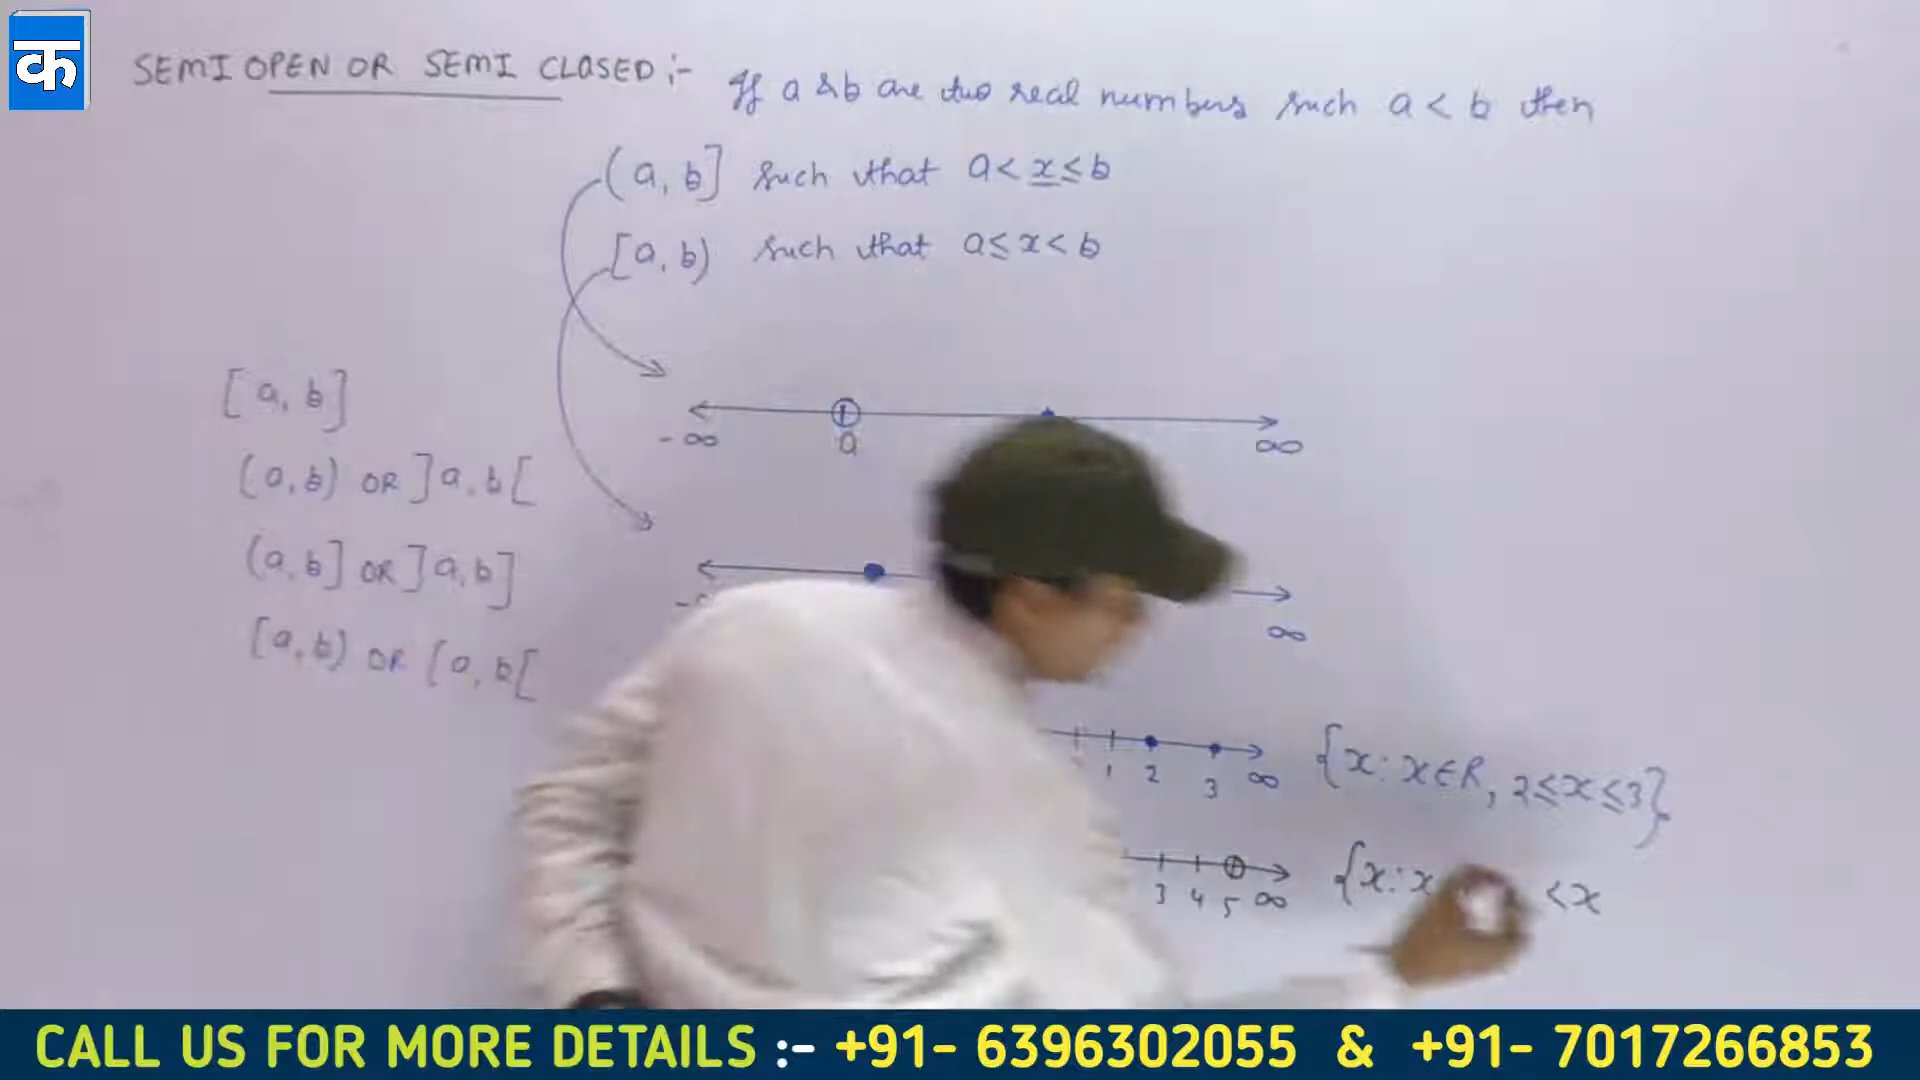 क
SEMI OPEN OR SEMI CLOSED :- If a & b are two real numbers such a < b then
(a, b] such that a < x ≤ b
[a, b) such that a ≤ x < b
[a, b]
(a, b) OR ]a, b[
(a, b] OR ]a, b]
[a, b) OR [a, b[
-∞ a ∞
∞
1 2 3 ∞ {x: x∈R, 2≤x≤3}
3 4 5 ∞ {x: x <x
CALL US FOR MORE DETAILS :- +91- 6396302055 & +91- 7017266853